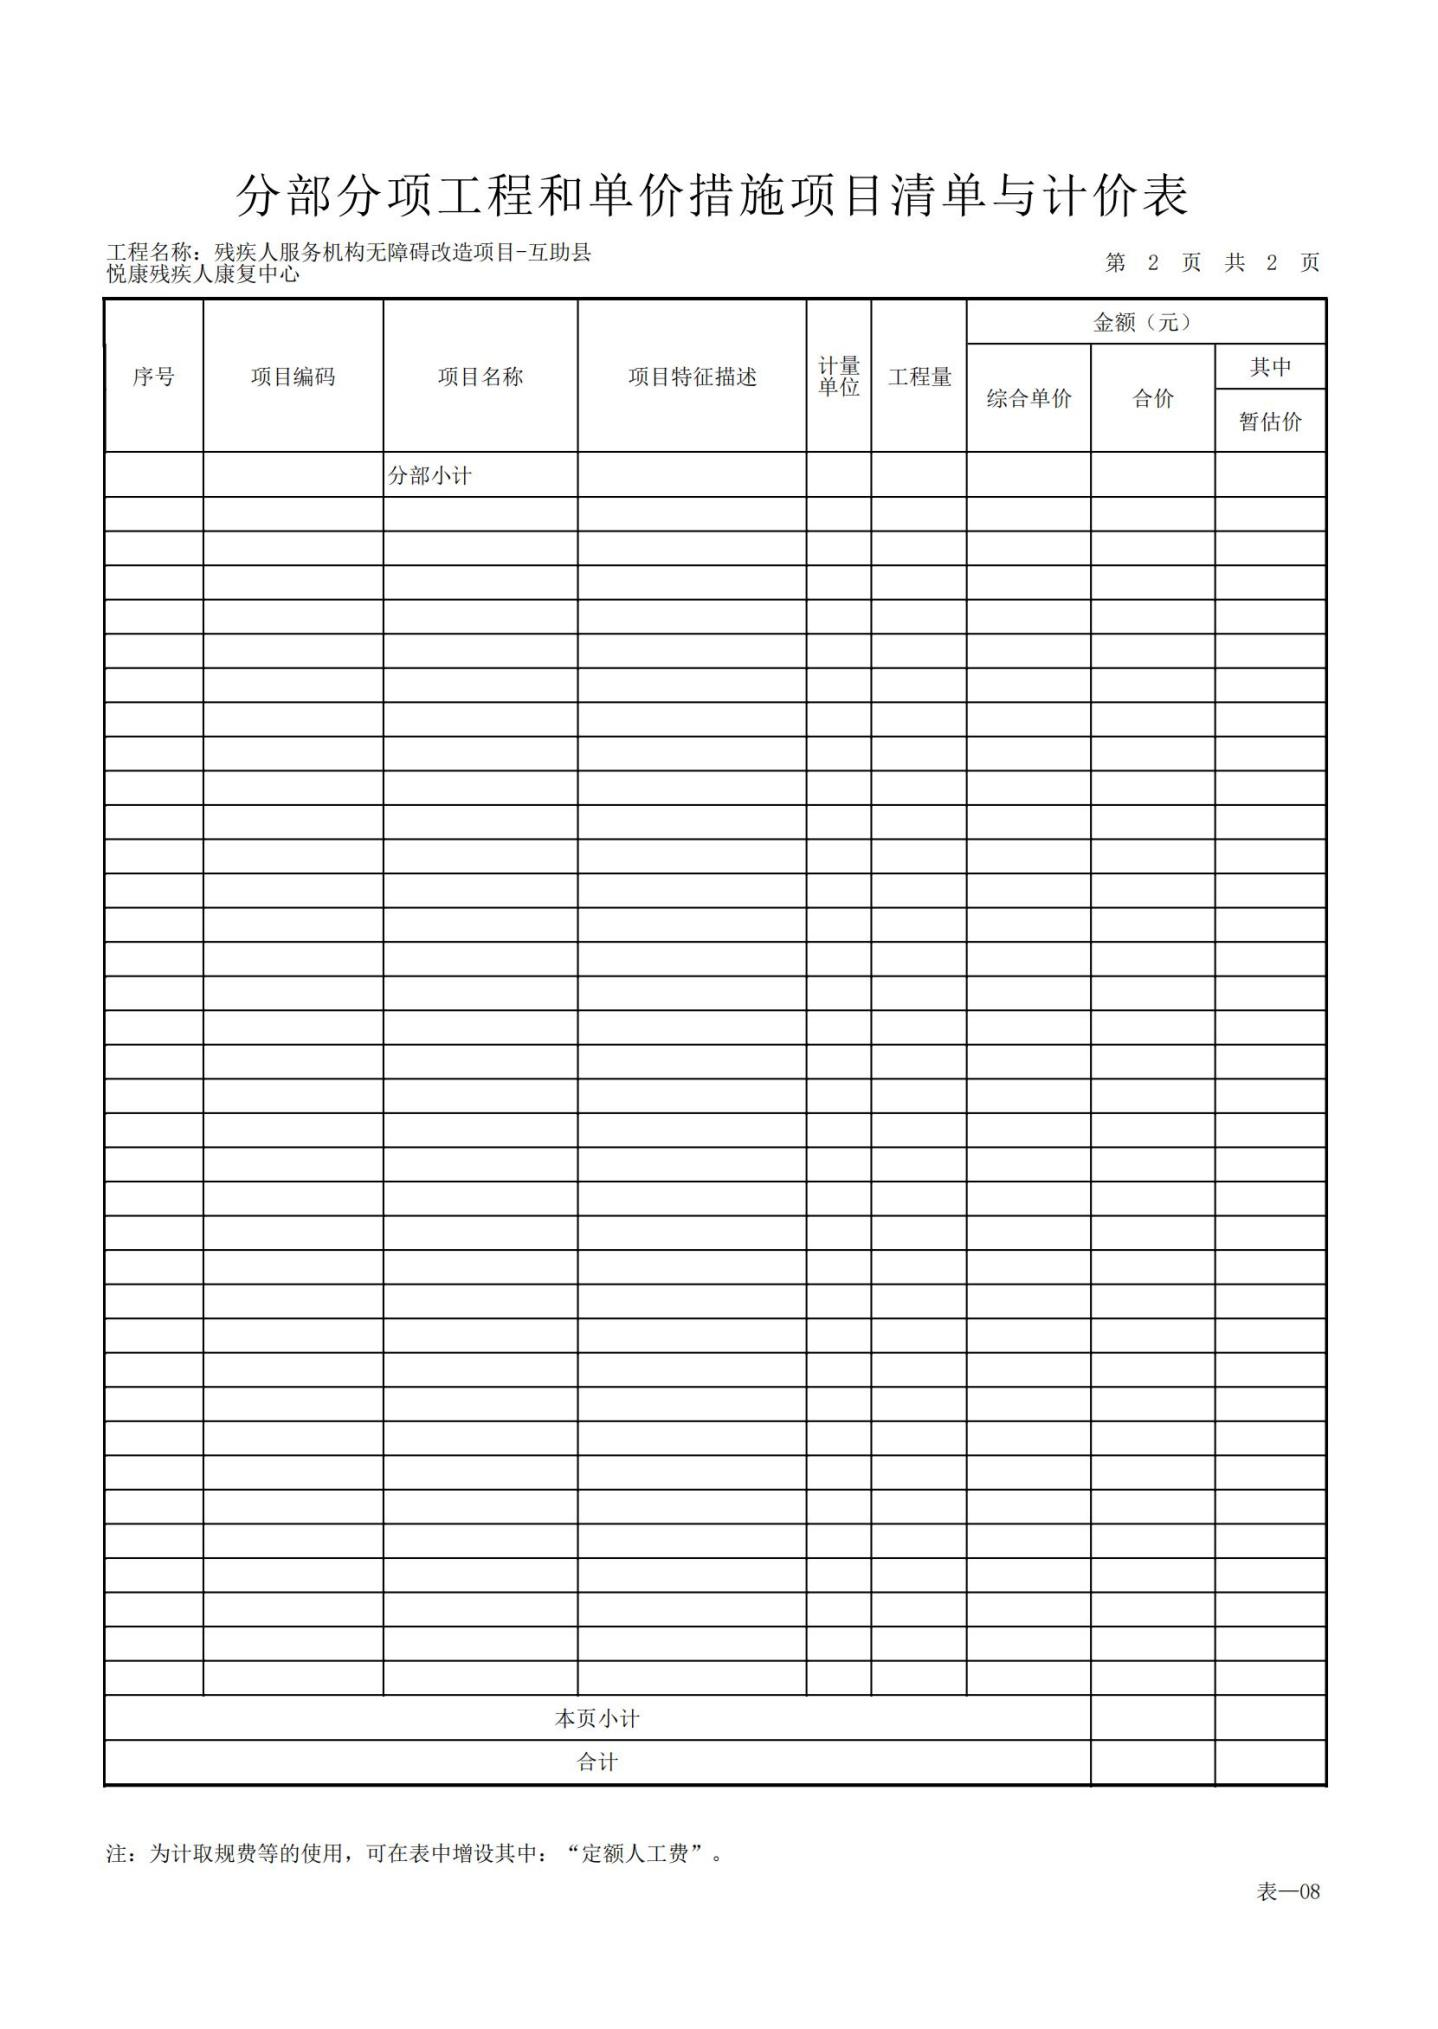 分部分项工程和单价措施项目清单与计价表
工程名称：残疾人服务机构无障碍改造项目-互助县
悦康残疾人康复中心
第 2 页 共 2 页
序号
项目编码
项目名称
项目特征描述
计量
单位
工程量
金额（元）
综合单价
合价
其中
暂估价
分部小计
本页小计
合计
注：为计取规费等的使用，可在表中增设其中：“定额人工费”。
表—08